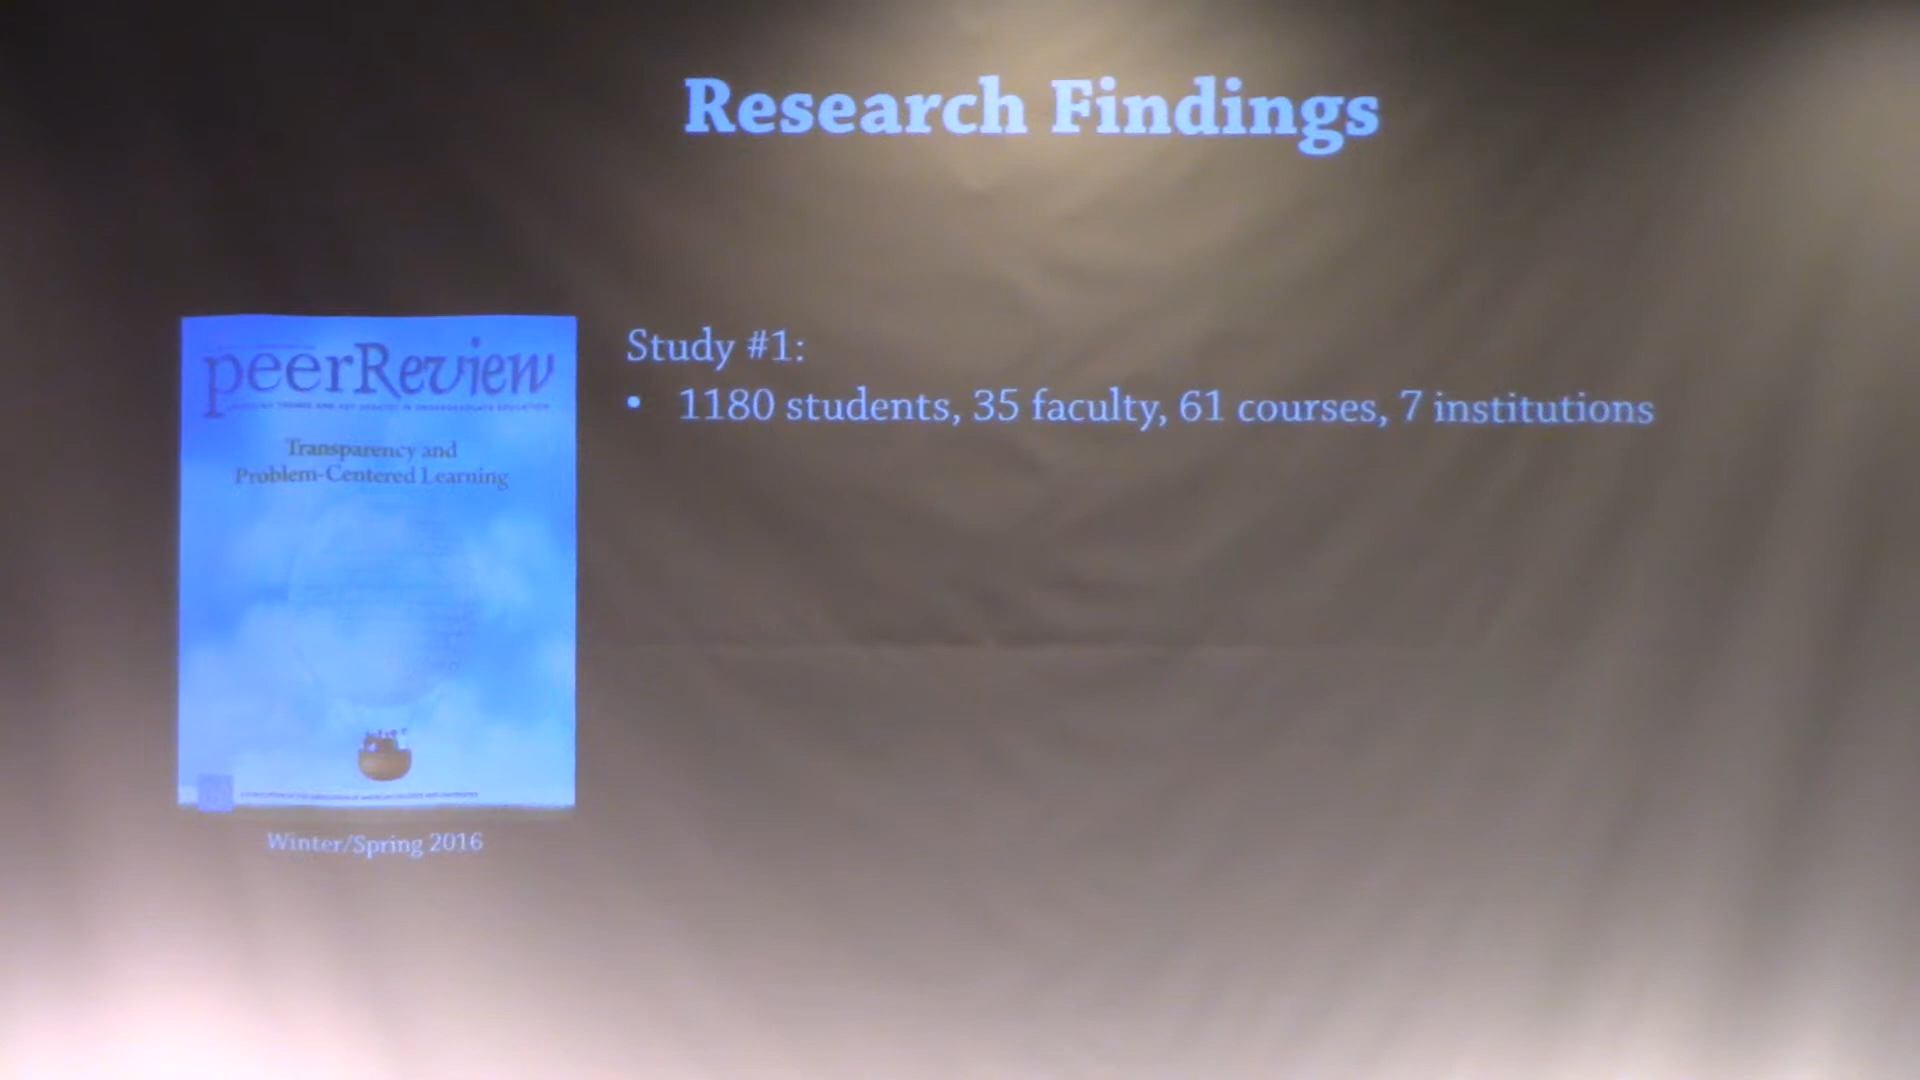 Research Findings
peerReview
Transparency and
Problem-Centered Learning
Winter/Spring 2016
Study #1:
• 1180 students, 35 faculty, 61 courses, 7 institutions